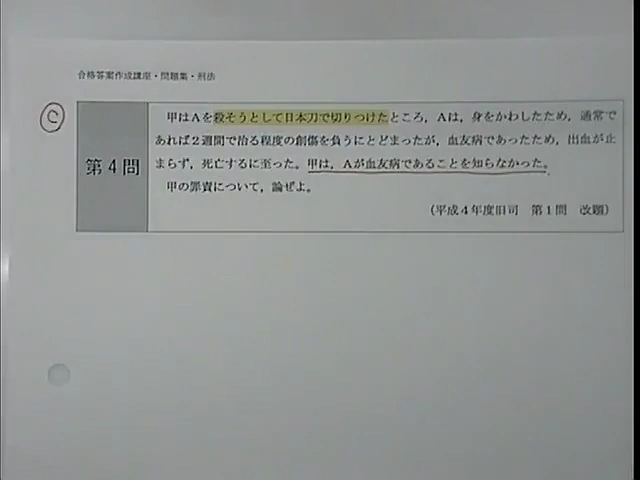 合格答案作成講座・問題集・刑法
C
第4問
甲はAを殺そうとして日本刀で切りつけたところ，Aは，身をかわしたため，通常で
あれば2週間で治る程度の創傷を負うにとどまったが，血友病であったため，出血が止
まらず，死亡するに至った。甲は，Aが血友病であることを知らなかった。
甲の罪責について，論ぜよ。
（平成4年度旧司　第1問　改題）